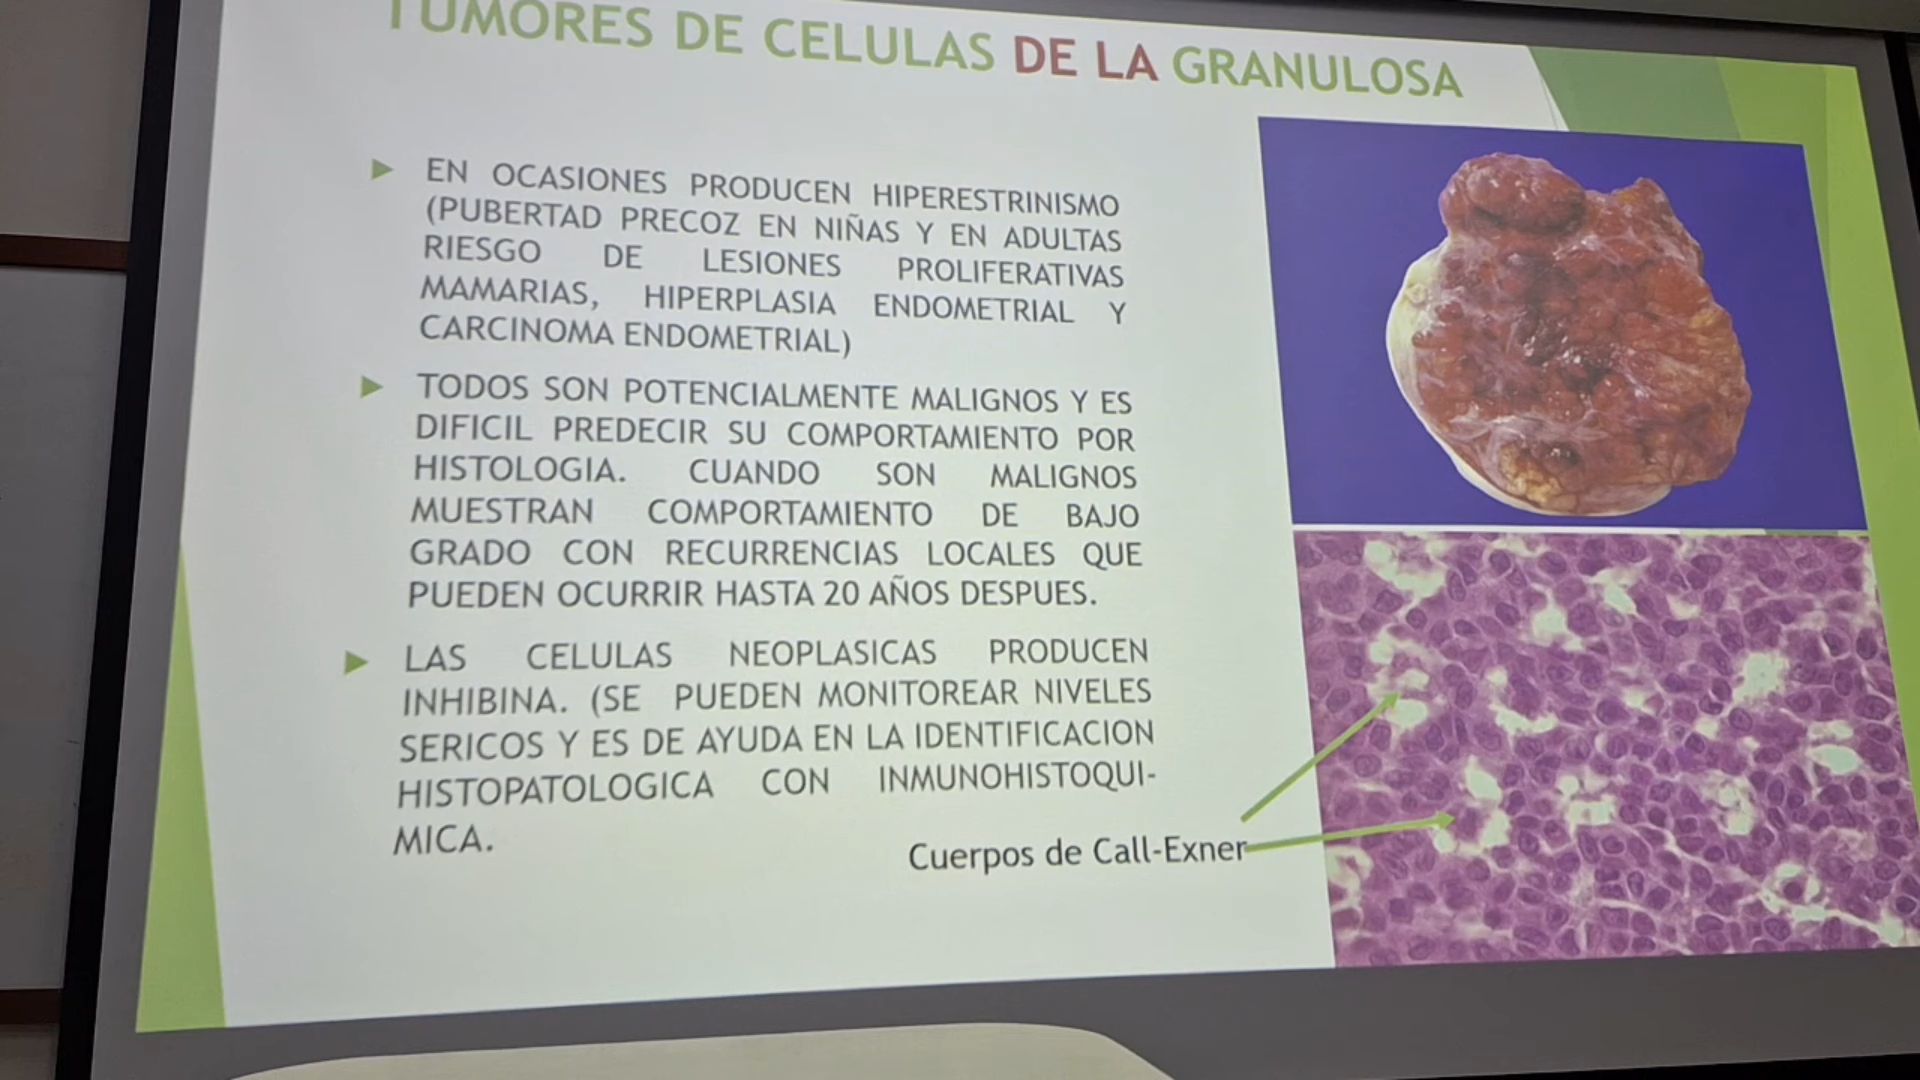 TUMORES DE CELULAS DE LA GRANULOSA
EN OCASIONES PRODUCEN HIPERESTRINISMO
(PUBERTAD PRECOZ EN NIÑAS Y EN ADULTAS
RIESGO DE LESIONES PROLIFERATIVAS
MAMARIAS, HIPERPLASIA ENDOMETRIAL Y
CARCINOMA ENDOMETRIAL)
TODOS SON POTENCIALMENTE MALIGNOS Y ES
DIFICIL PREDECIR SU COMPORTAMIENTO POR
HISTOLOGIA. CUANDO SON MALIGNOS
MUESTRAN COMPORTAMIENTO DE BAJO
GRADO CON RECURRENCIAS LOCALES QUE
PUEDEN OCURRIR HASTA 20 AÑOS DESPUES.
LAS CELULAS NEOPLASICAS PRODUCEN
INHIBINA. (SE PUEDEN MONITOREAR NIVELES
SERICOS Y ES DE AYUDA EN LA IDENTIFICACION
HISTOPATOLOGICA CON INMUNOHISTOQUI-
MICA.
Cuerpos de Call-Exner